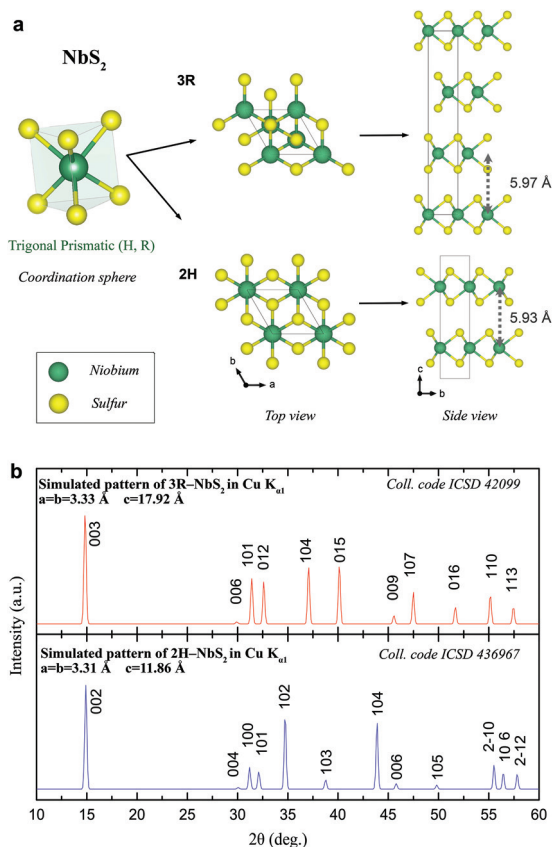 a
NbS2
3R
5.97 Å
Trigonal Prismatic (H, R)
Coordination sphere
2H
5.93 Å
Niobium
Sulfur
b
a
Top view
c
b
Side view
b
Simulated pattern of 3R–NbS2 in Cu Kα1
a=b=3.33 Å c=17.92 Å
Coll. code ICSD 42099
003
006
101
012
104
015
009
107
016
110
113
Simulated pattern of 2H–NbS2 in Cu Kα1
a=b=3.31 Å c=11.86 Å
Coll. code ICSD 436967
002
004
100
101
102
103
104
006
105
2-10
10 6
2-12
Intensity (a.u.)
10 15 20 25 30 35 40 45 50 55 60
2θ (deg.)